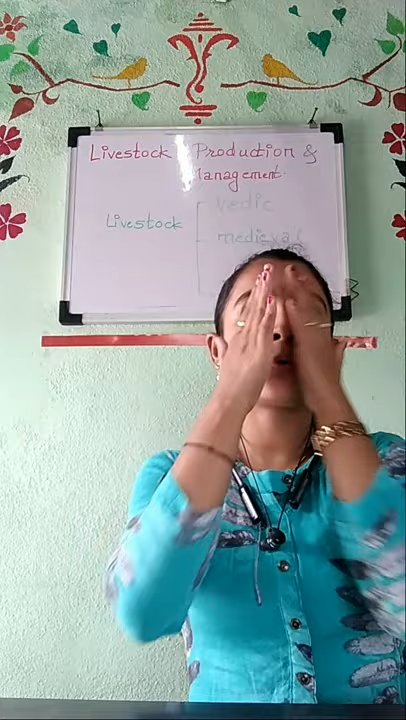 Livestock Production &
Management.
Vedic
Livestock
medieval